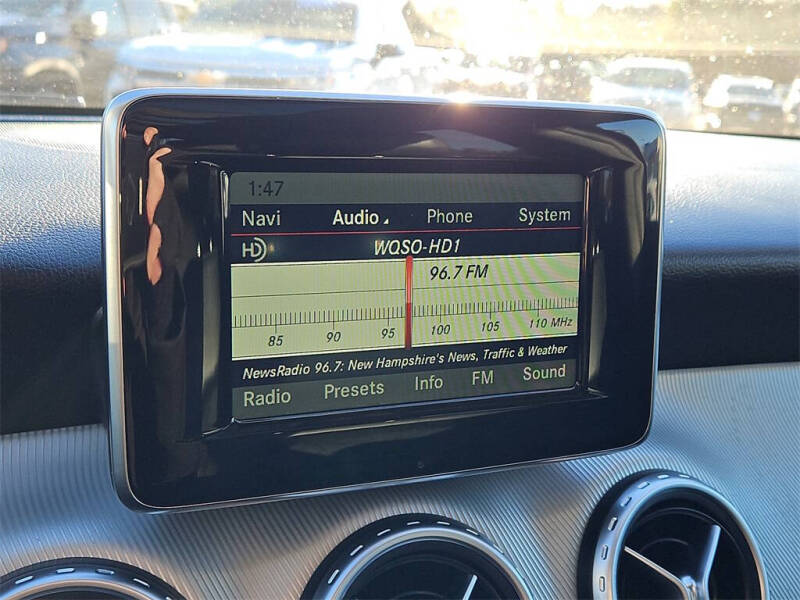 1:47
Navi Audio Phone System
HD WQSO-HD1
96.7 FM
85 90 95 100 105 110 MHz
NewsRadio 96.7: New Hampshire's News, Traffic & Weather
Radio Presets Info FM Sound